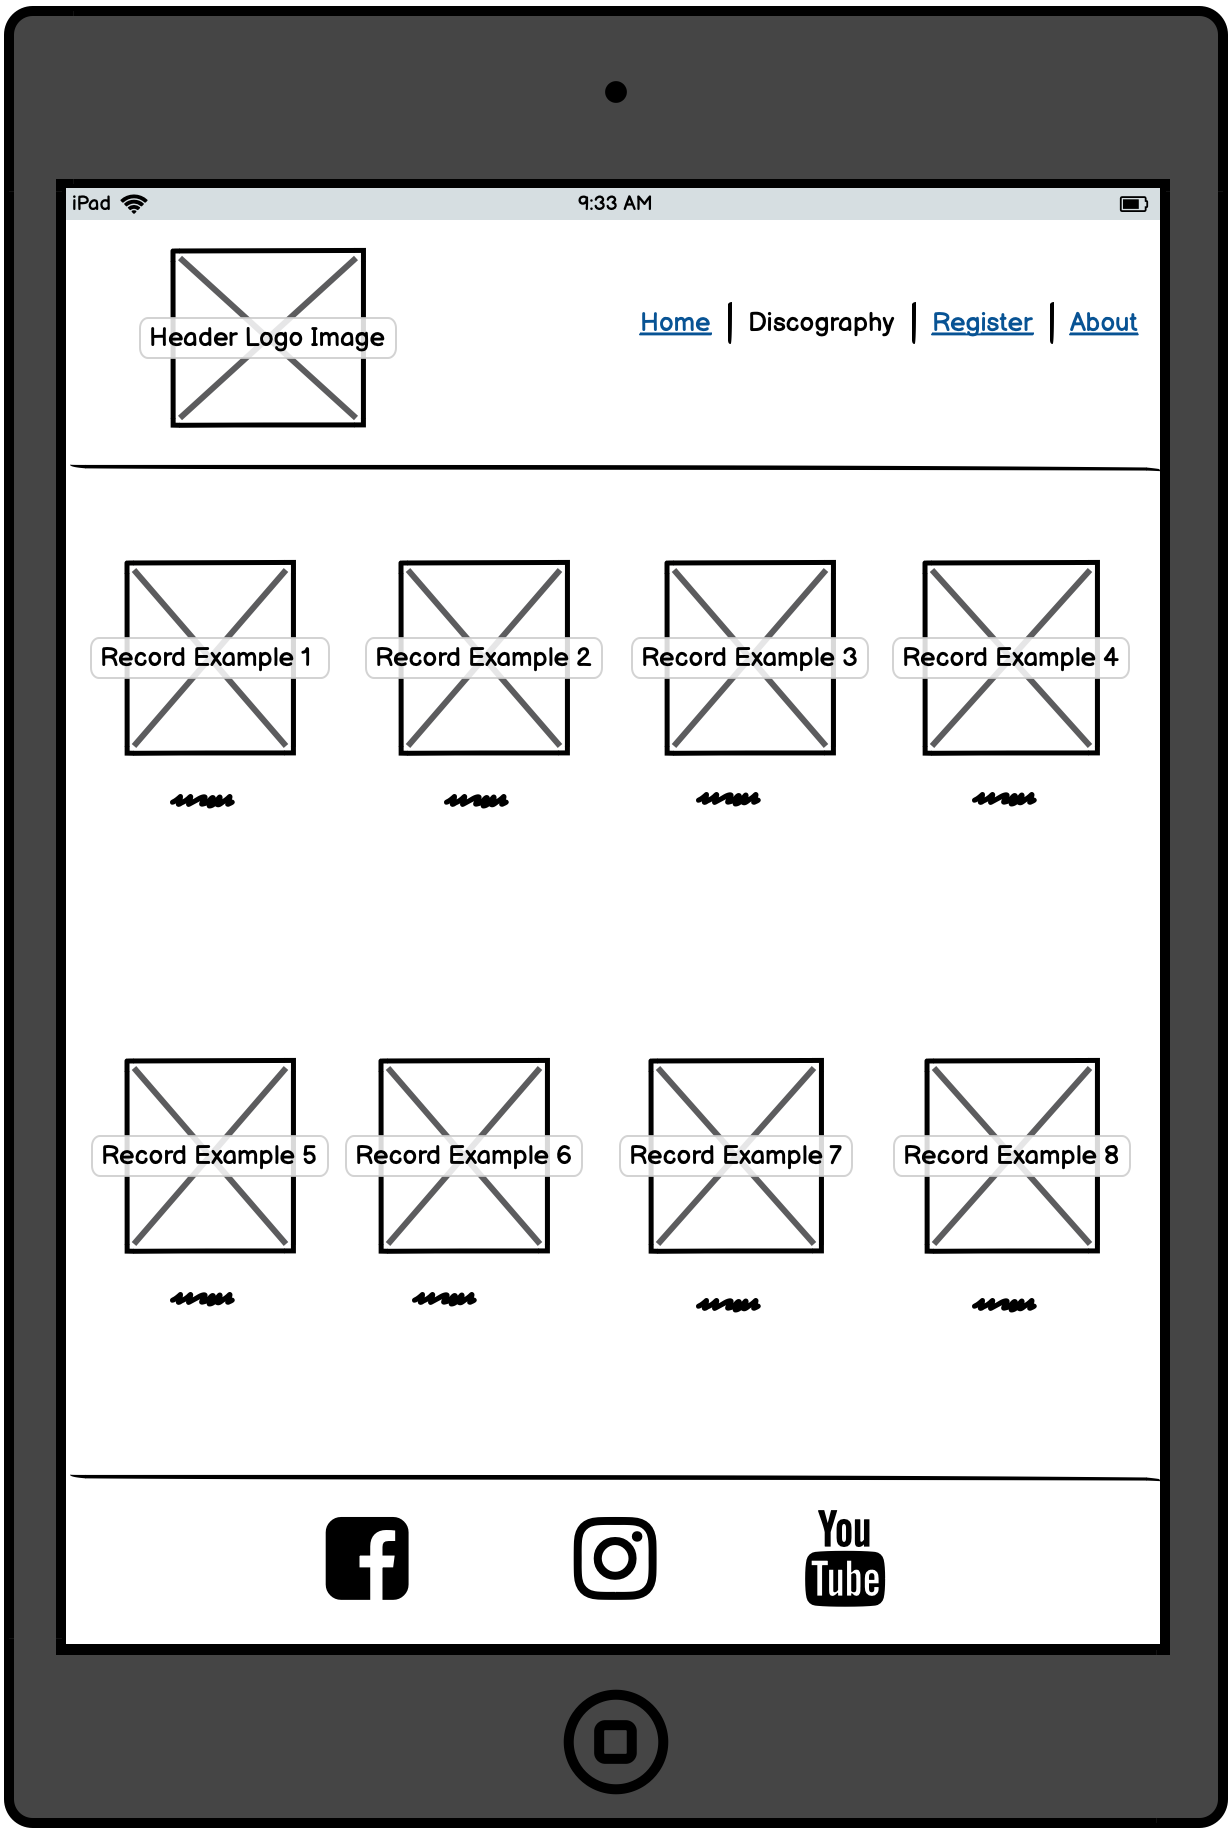 iPad 9:33 AM
Header Logo Image
Home Discography Register About
Record Example 1 Record Example 2 Record Example 3 Record Example 4
Record Example 5 Record Example 6 Record Example 7 Record Example 8
You
Tube